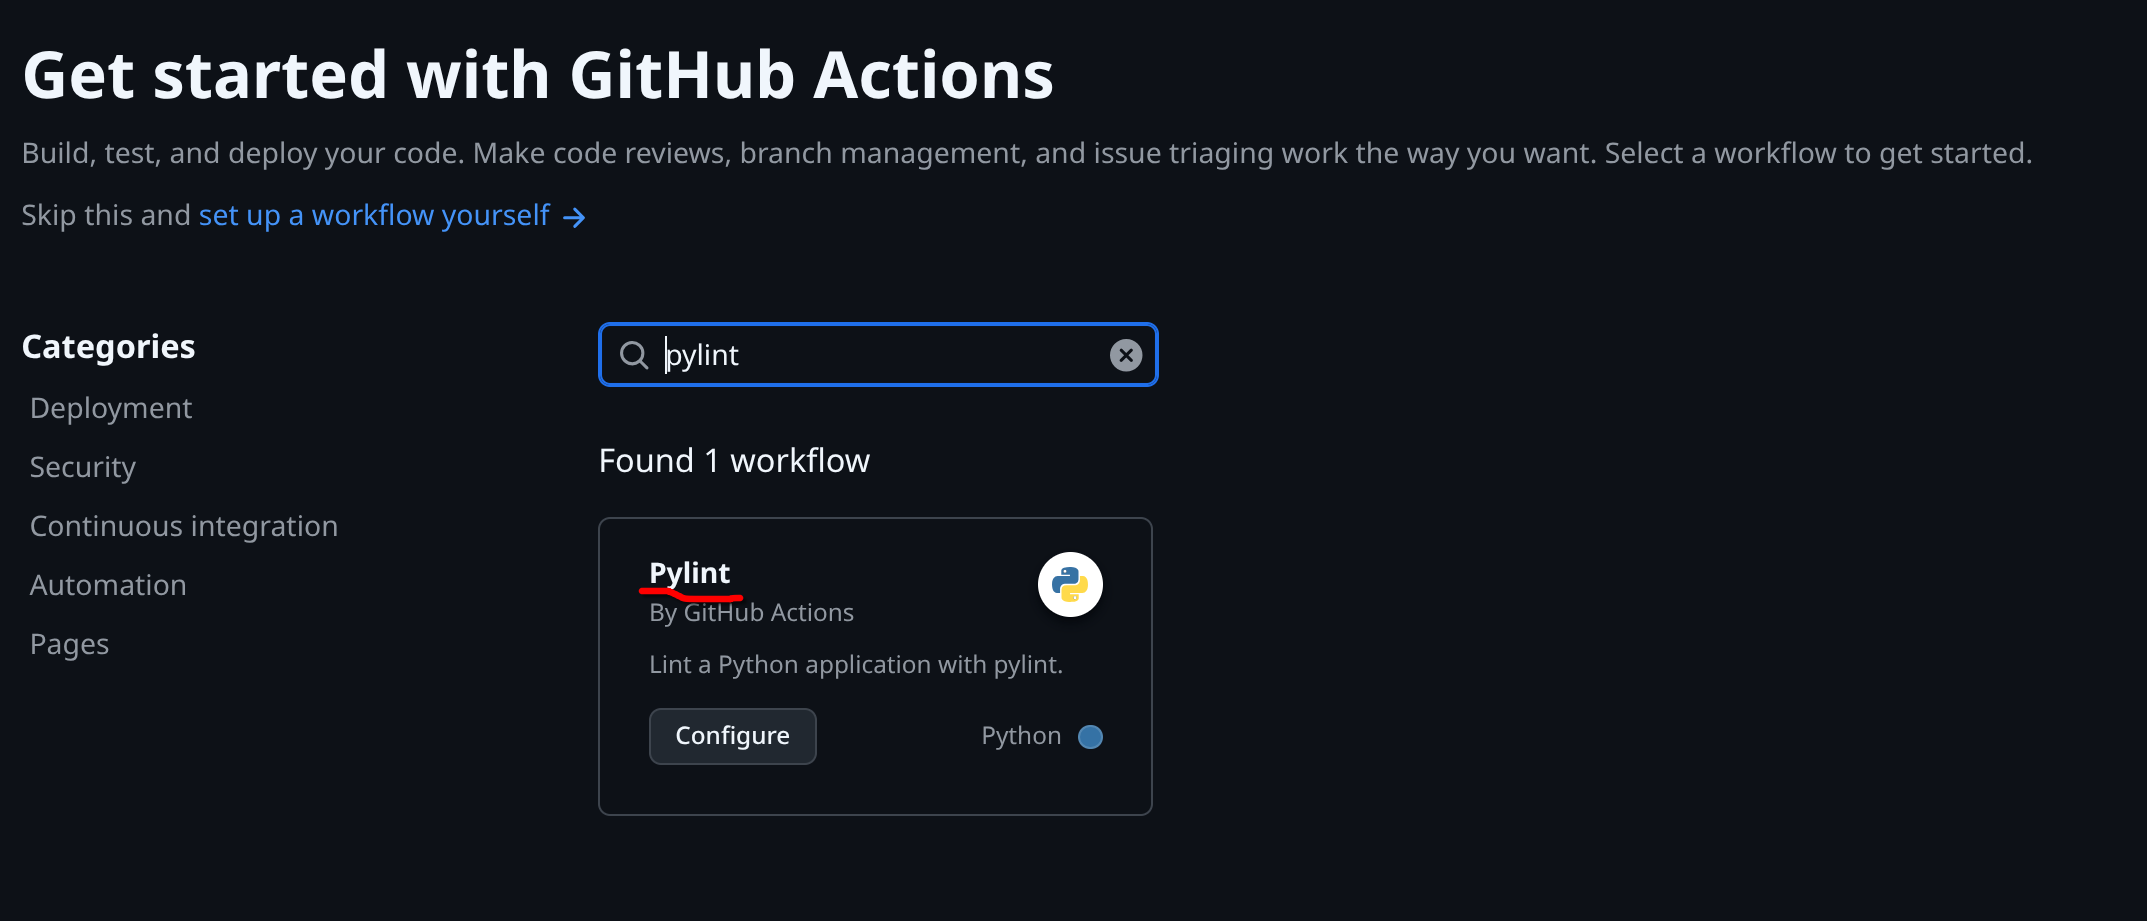 Get started with GitHub Actions
Build, test, and deploy your code. Make code reviews, branch management, and issue triaging work the way you want. Select a workflow to get started.
Skip this and set up a workflow yourself →
Categories
Deployment
Security
Continuous integration
Automation
Pages
pylint
Found 1 workflow
Pylint
By GitHub Actions
Lint a Python application with pylint.
Configure
Python